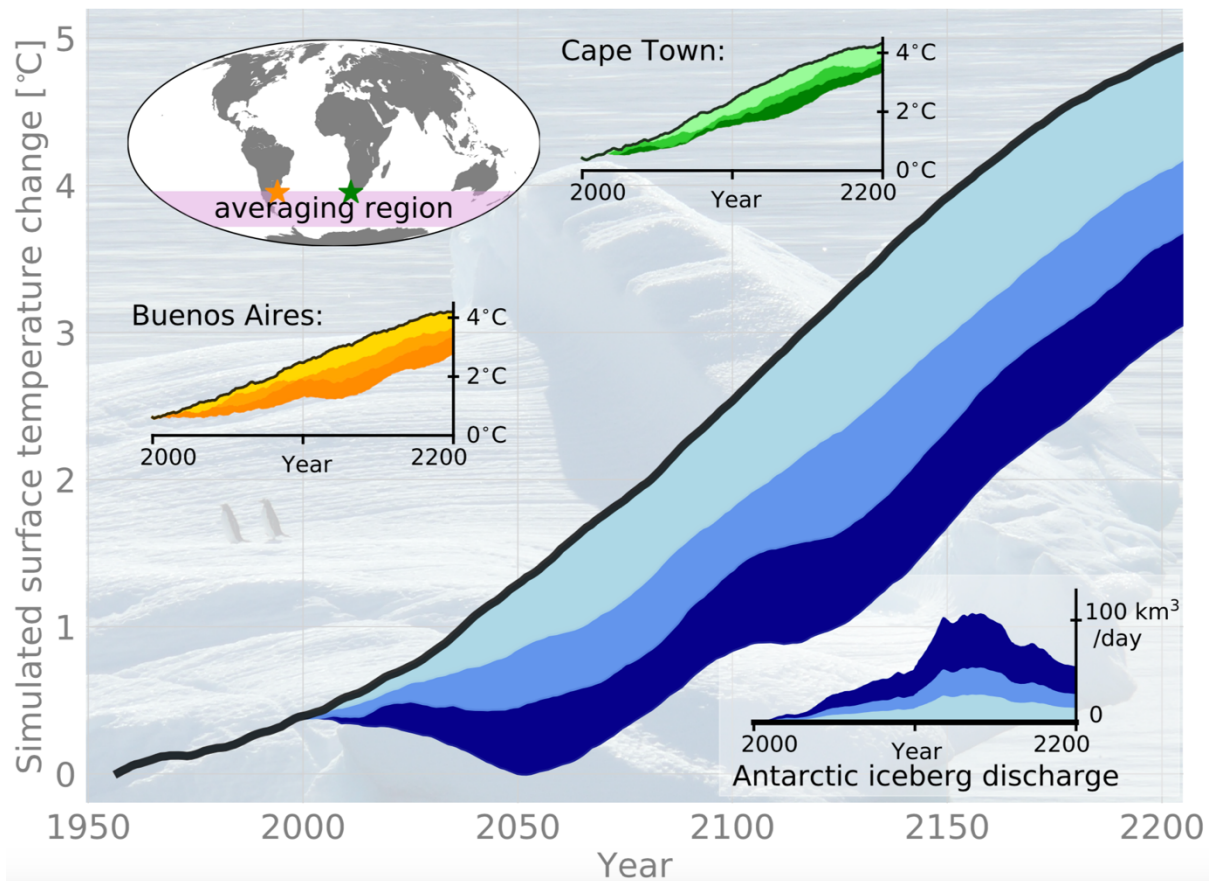 Simulated surface temperature change [°C]
5
4
3
2
1
0
averaging region
Cape Town:
4°C
2°C
0°C
2000
Year
2200
Buenos Aires:
4°C
2°C
0°C
2000
Year
2200
100 km³
/day
0
2000
Year
2200
Antarctic iceberg discharge
1950
2000
2050
2100
2150
2200
Year